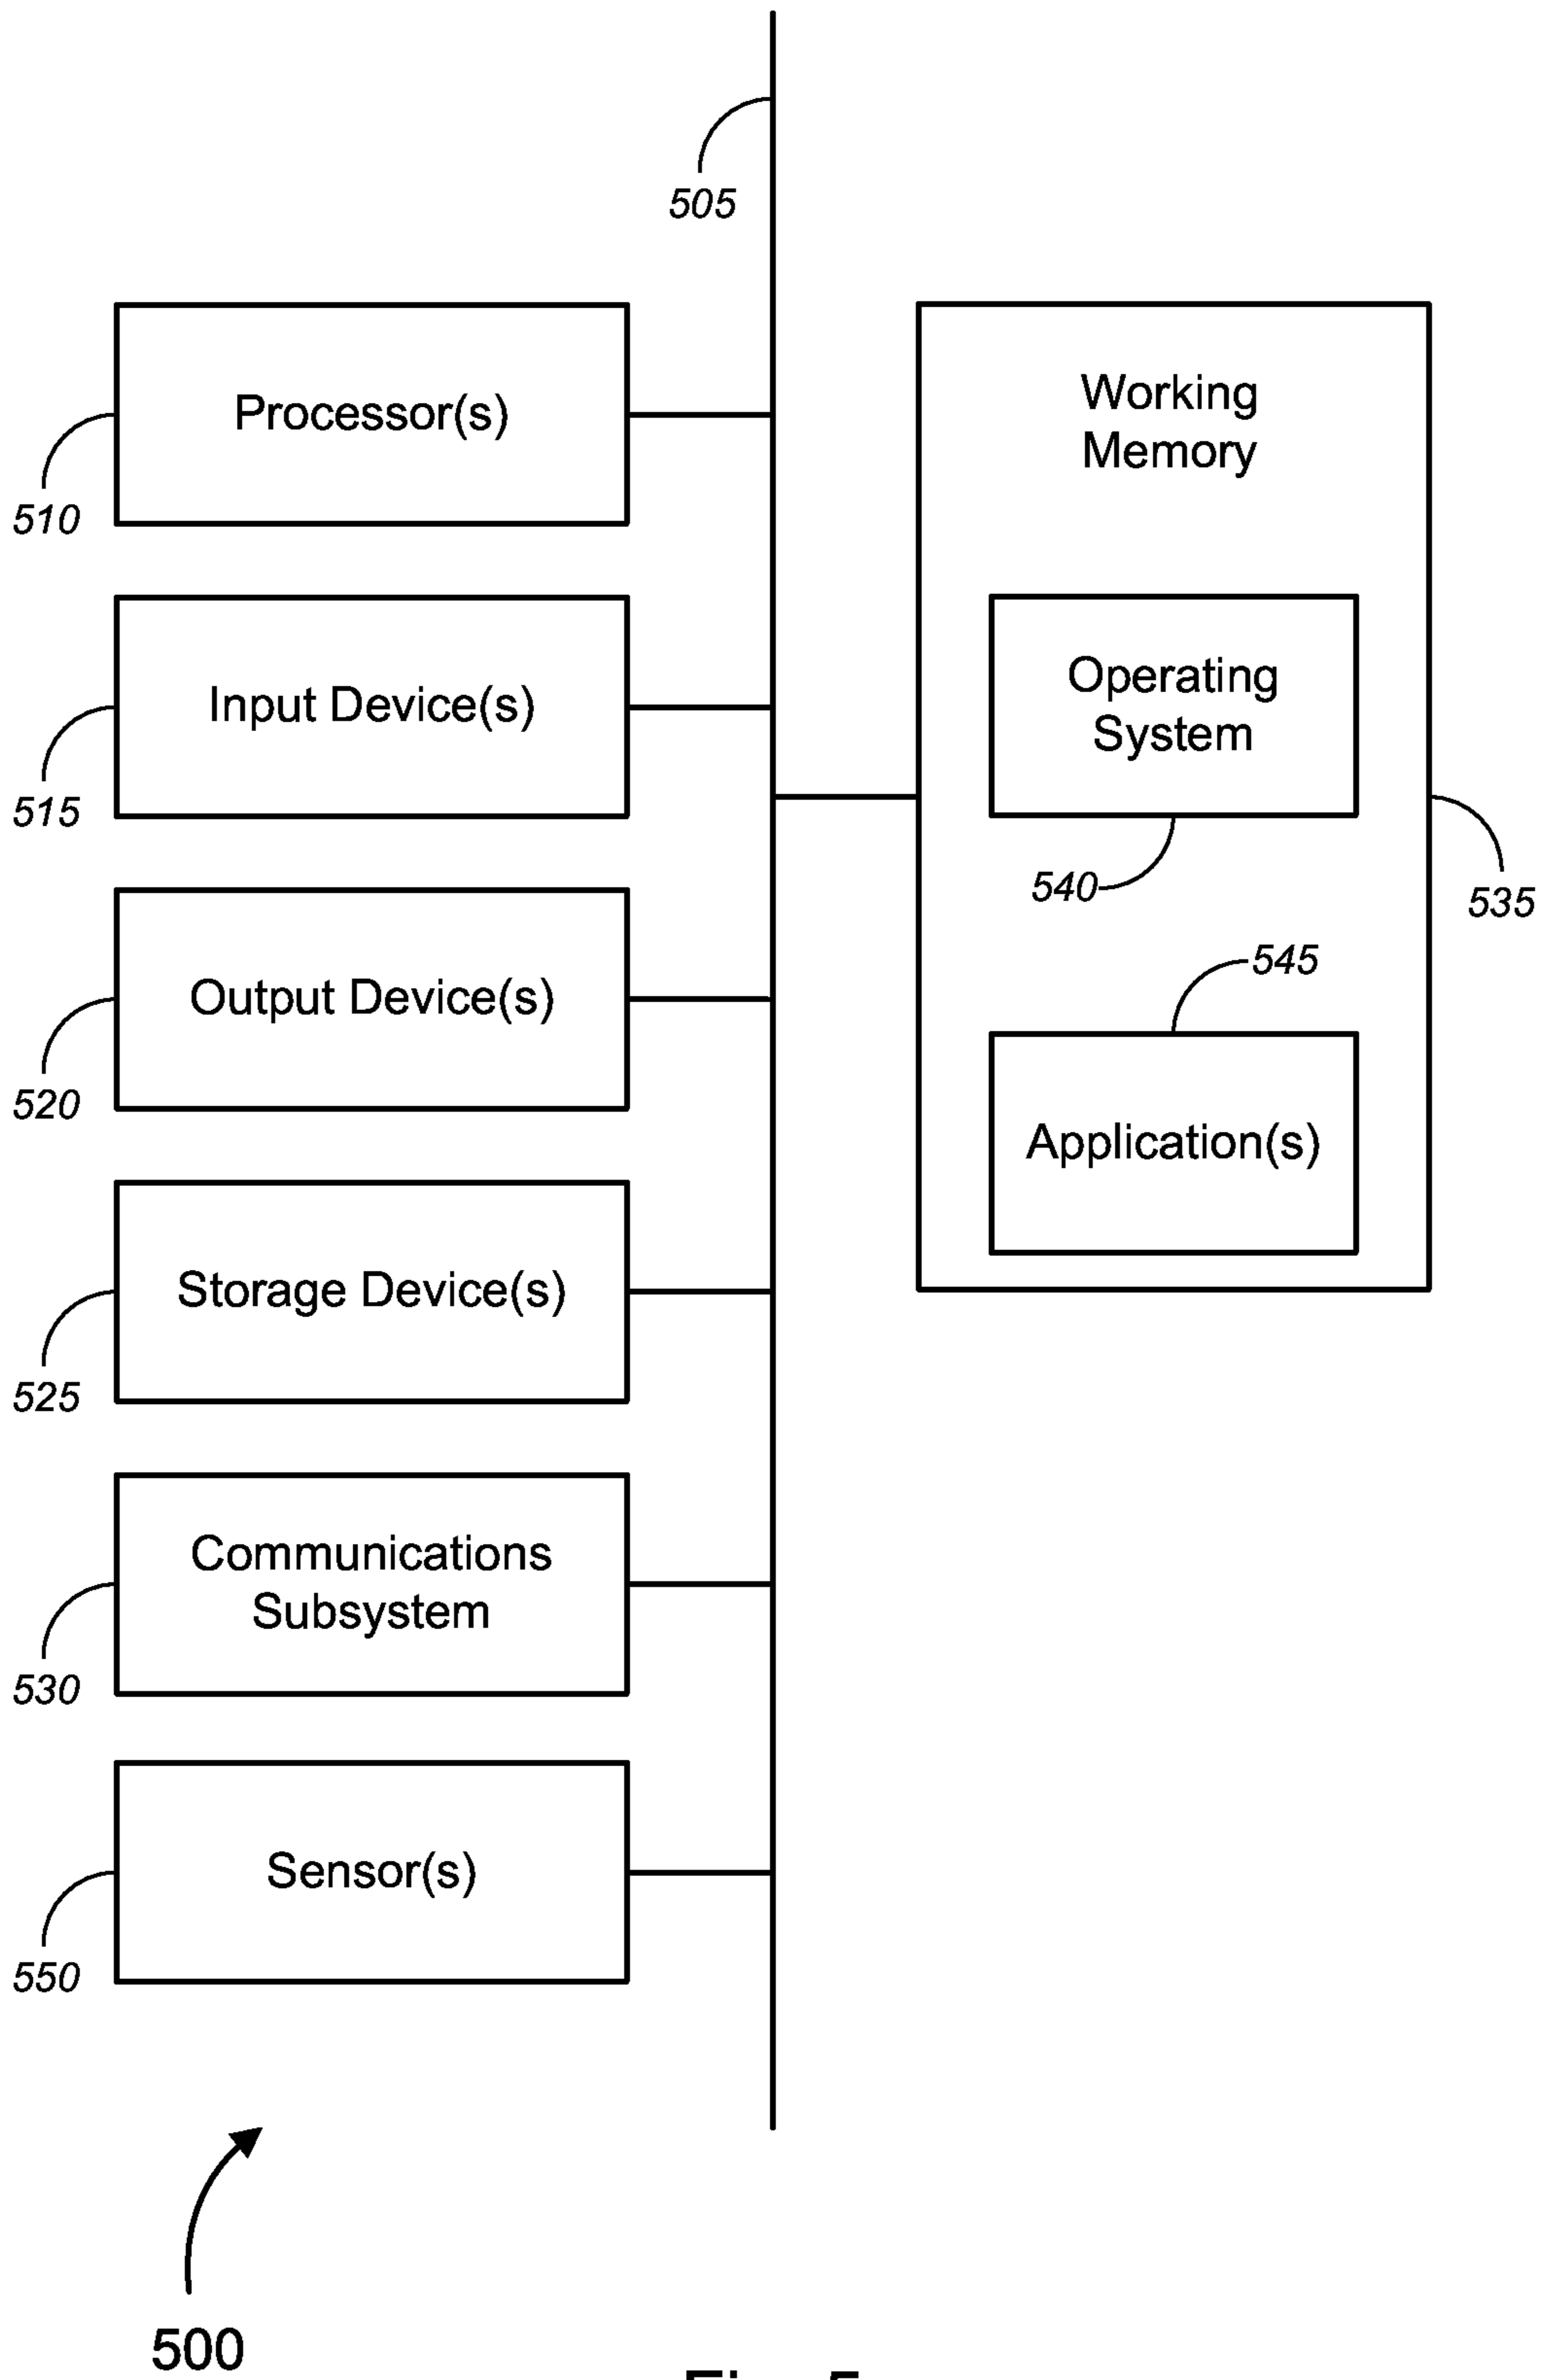 505
Processor(s)
510
Input Device(s)
515
Output Device(s)
520
Storage Device(s)
525
Communications
Subsystem
530
Sensor(s)
550
Working
Memory
Operating
System
540
535
545
Application(s)
500